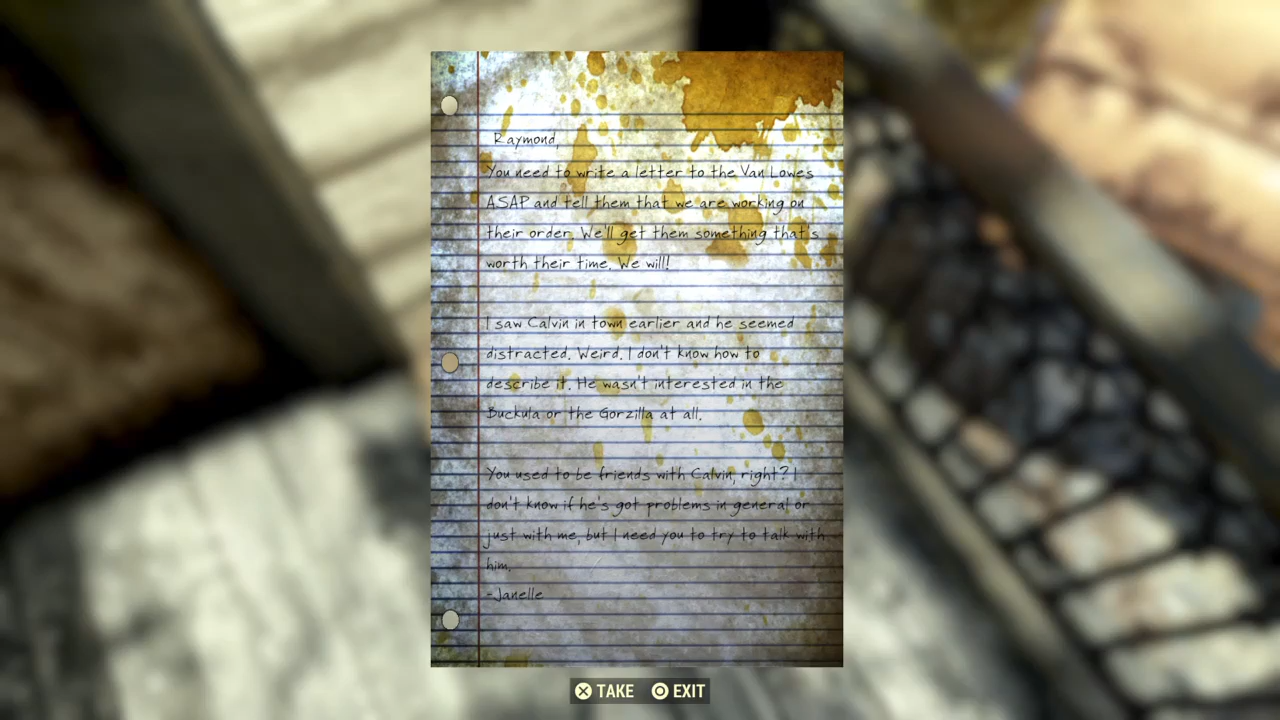 Raymond,
You need to write a letter to the Van Lowes
ASAP and tell them that we are working on
their order. We'll get them something that's
worth their time. We will!
I saw Calvin in town earlier and he seemed
distracted. Weird. I don't know how to
describe it. He wasn't interested in the
Buckula or the Gorzilla at all.
You used to be friends with Calvin, right? I
don't know if he's got problems in general or
just with me, but I need you to try to talk with
him.
-Janelle
TAKE EXIT